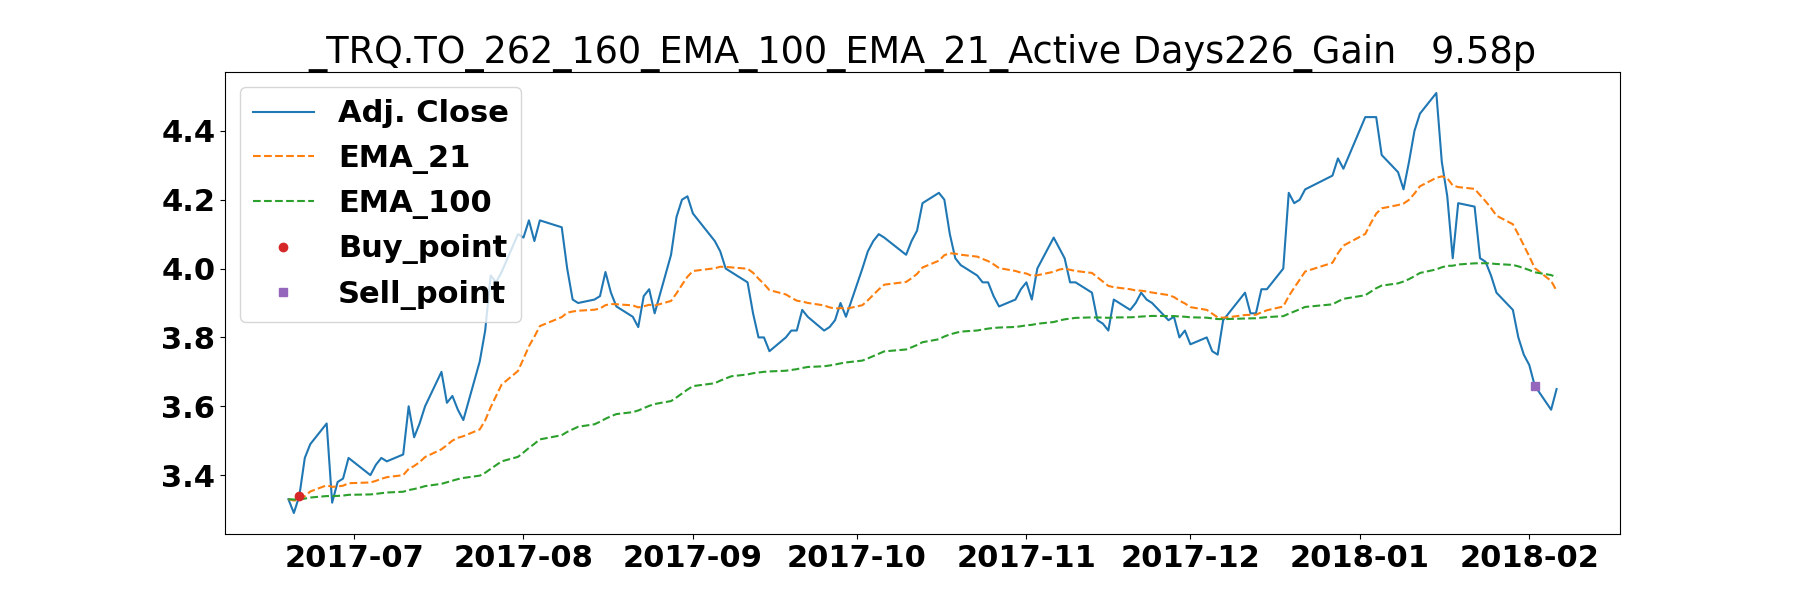 _TRQ.TO_262_160_EMA_100_EMA_21_Active Days226_Gain   9.58p
Adj. Close
EMA_21
EMA_100
Buy_point
Sell_point
4.4
4.2
4.0
3.8
3.6
3.4
2017-07 2017-08 2017-09 2017-10 2017-11 2017-12 2018-01 2018-02